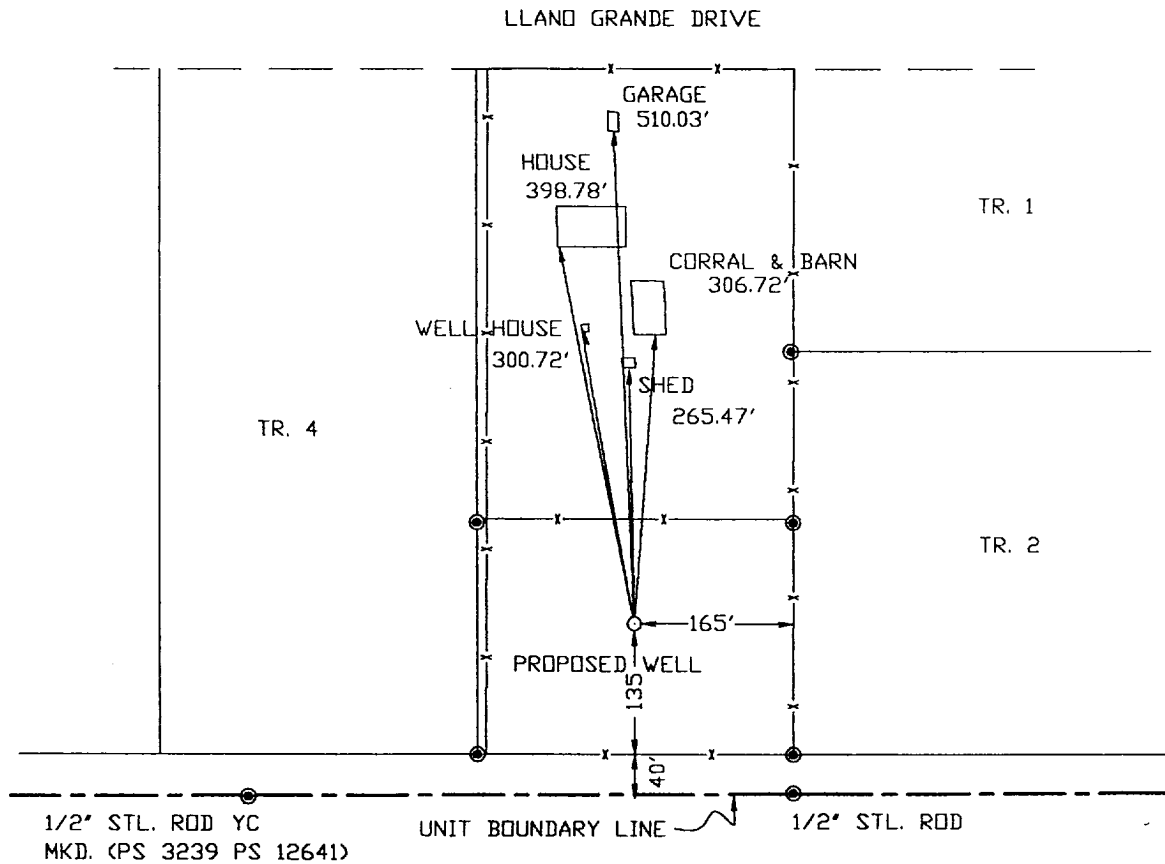 LLANO GRANDE DRIVE
GARAGE
510.03'
HOUSE
398.78'
TR. 1
CORRAL & BARN
306.72'
WELL HOUSE
300.72'
SHED
265.47'
TR. 4
TR. 2
165'
PROPOSED WELL
135
40'
1/2" STL. ROD YC
MKD. (PS 3239 PS 12641)
UNIT BOUNDARY LINE
1/2" STL. ROD